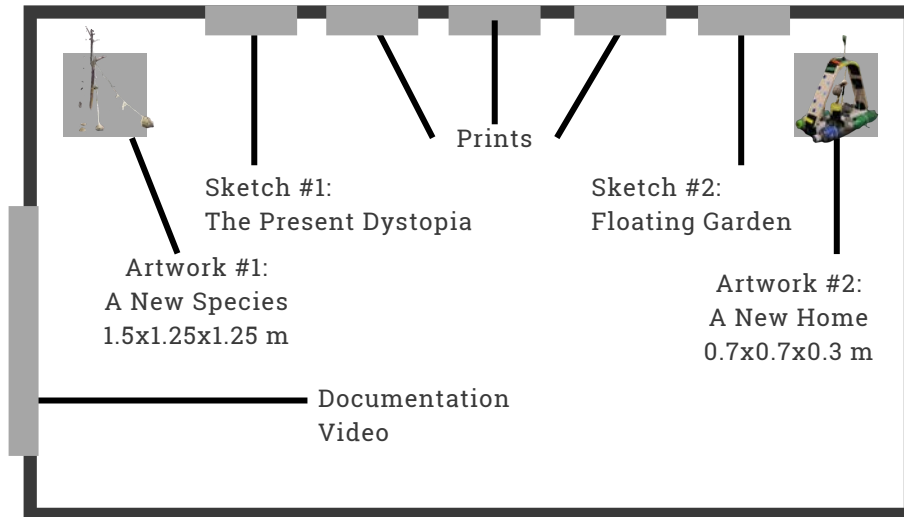 Prints
Sketch #1:
The Present Dystopia
Sketch #2:
Floating Garden
Artwork #1:
A New Species
1.5x1.25x1.25 m
Artwork #2:
A New Home
0.7x0.7x0.3 m
Documentation
Video